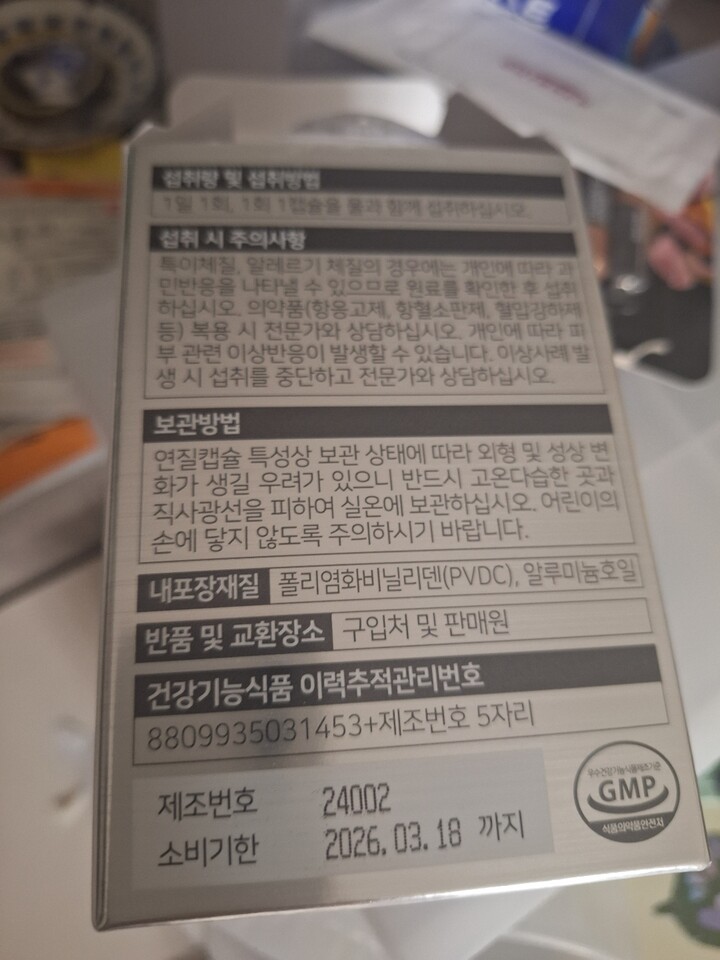 섭취량 및 섭취방법
1일 1회, 1회 1캡슐을 물과 함께 섭취하십시오.
섭취 시 주의사항
특이체질, 알레르기 체질의 경우에는 개인에 따라 과
민반응을 나타낼 수 있으므로 원료를 확인한 후 섭취
하십시오. 의약품(항응고제, 항혈소판제, 혈압강하제
등) 복용 시 전문가와 상담하십시오. 개인에 따라 피
부 관련 이상반응이 발생할 수 있습니다. 이상사례 발
생 시 섭취를 중단하고 전문가와 상담하십시오.
보관방법
연질캡슐 특성상 보관 상태에 따라 외형 및 성상 변
화가 생길 우려가 있으니 반드시 고온다습한 곳과
직사광선을 피하여 실온에 보관하십시오. 어린이의
손에 닿지 않도록 주의하시기 바랍니다.
내포장재질 폴리염화비닐리덴(PVDC), 알루미늄호일
반품 및 교환장소 구입처 및 판매원
건강기능식품 이력추적관리번호
8809935031453+제조번호 5자리
제조번호 24002
소비기한 2026.03.18 까지
우수건강기능식품제조기준
GMP
식품의약품안전처